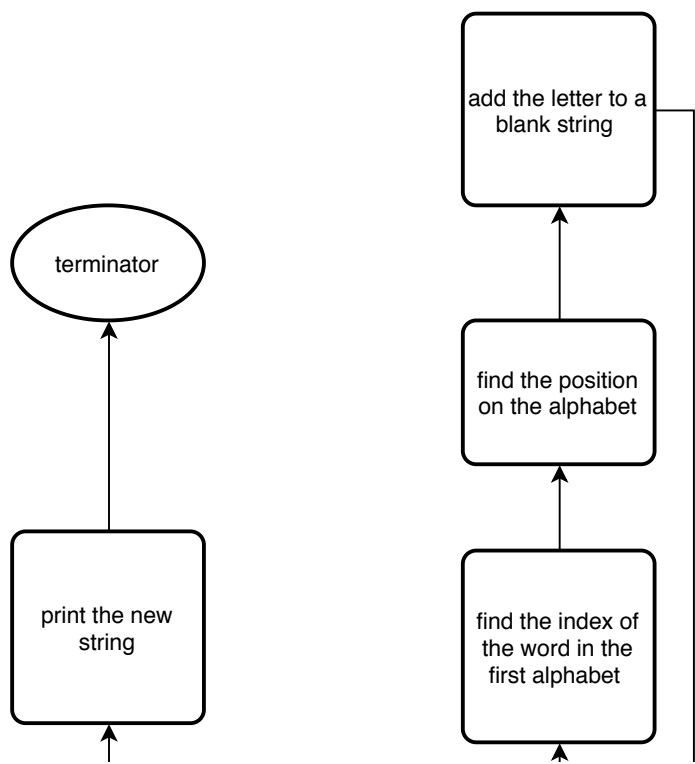 add the letter to a
blank string
terminator
find the position
on the alphabet
print the new
string
find the index of
the word in the
first alphabet